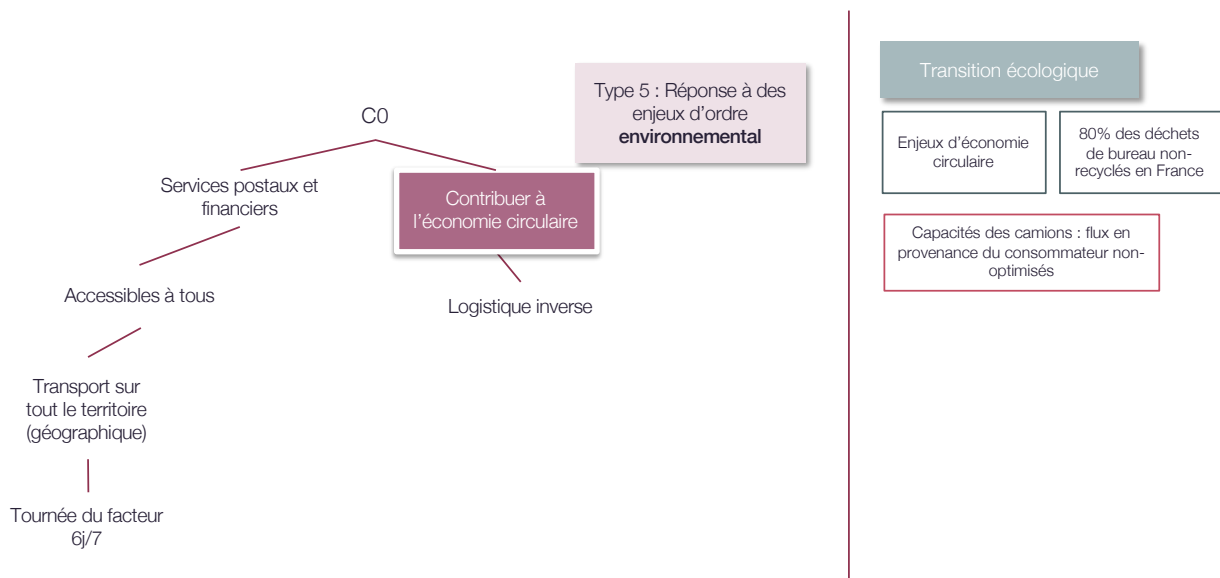 C0
Type 5 : Réponse à des
enjeux d’ordre
environnemental
Services postaux et
financiers
Contribuer à
l’économie circulaire
Accessibles à tous
Logistique inverse
Transport sur
tout le territoire
(géographique)
Tournée du facteur
6j/7
Transition écologique
Enjeux d’économie
circulaire
80% des déchets
de bureau non-
recyclés en France
Capacités des camions : flux en
provenance du consommateur non-
optimisés